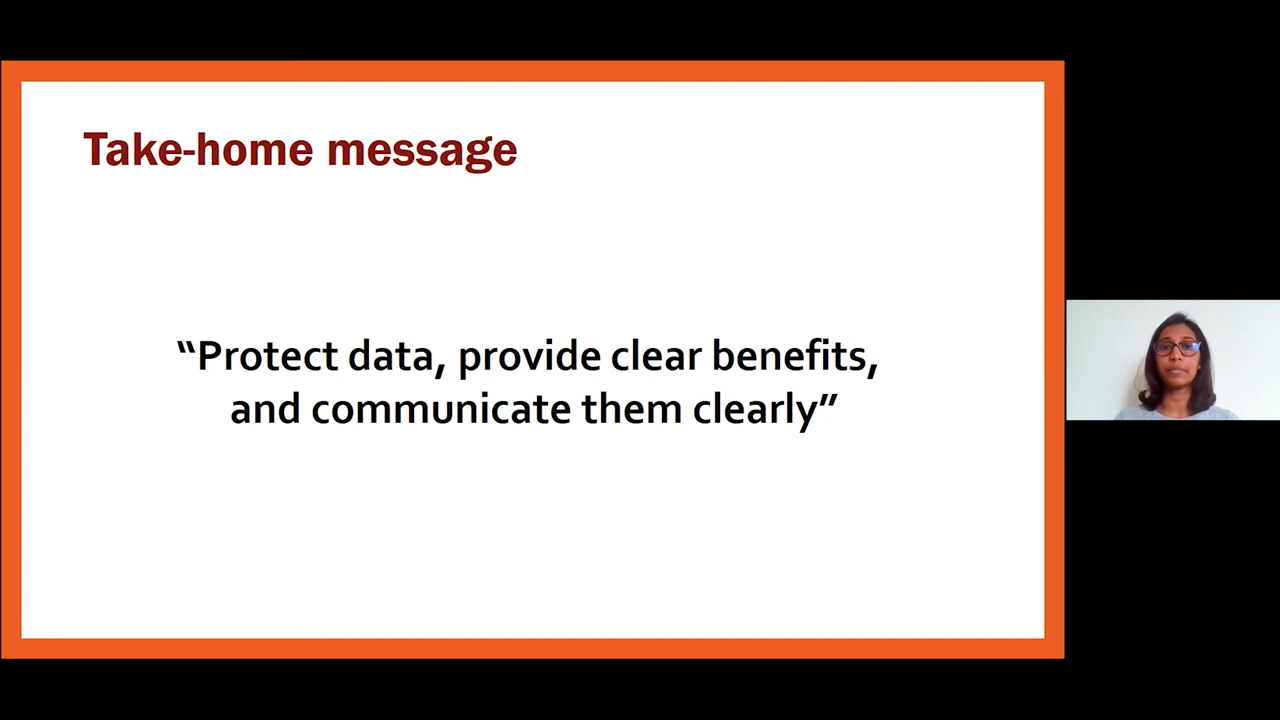 Take-home message
“Protect data, provide clear benefits,
and communicate them clearly”